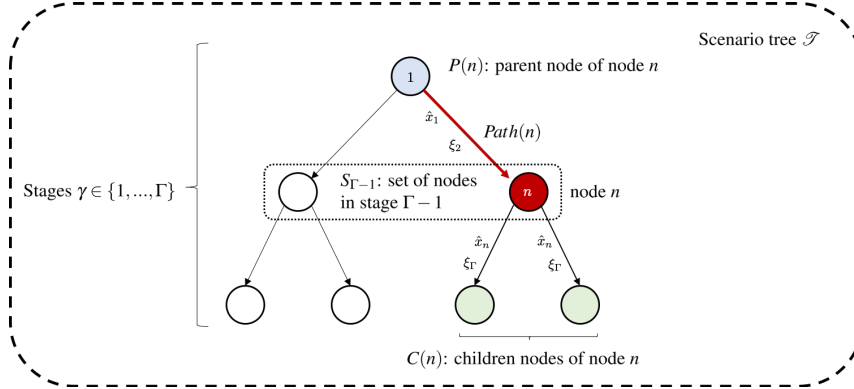 Scenario tree 𝒯
P(n): parent node of node n
1
x̂₁
Path(n)
ξ₂
Stages γ ∈ {1, ..., Γ}
S_{Γ−1}: set of nodes
in stage Γ − 1
n
node n
x̂ₙ x̂ₙ
ξ_Γ ξ_Γ
C(n): children nodes of node n